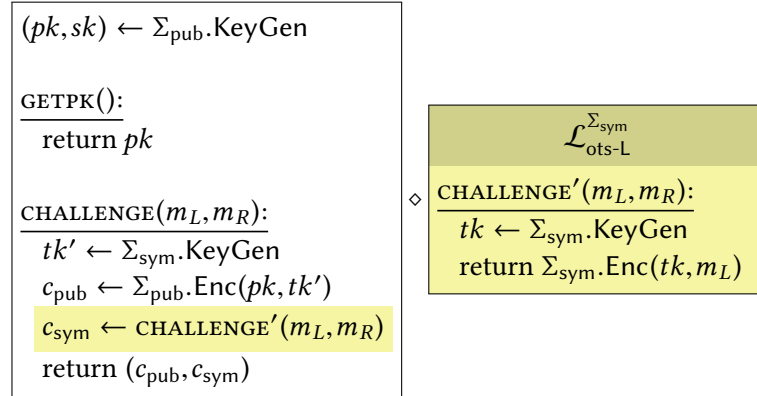 (pk, sk) ← Σ_pub.KeyGen
GETPK():
return pk
CHALLENGE(m_L, m_R):
tk′ ← Σ_sym.KeyGen
c_pub ← Σ_pub.Enc(pk, tk′)
c_sym ← CHALLENGE′(m_L, m_R)
return (c_pub, c_sym)
⋄
𝓛^{Σ_sym}_{ots-L}
CHALLENGE′(m_L, m_R):
tk ← Σ_sym.KeyGen
return Σ_sym.Enc(tk, m_L)